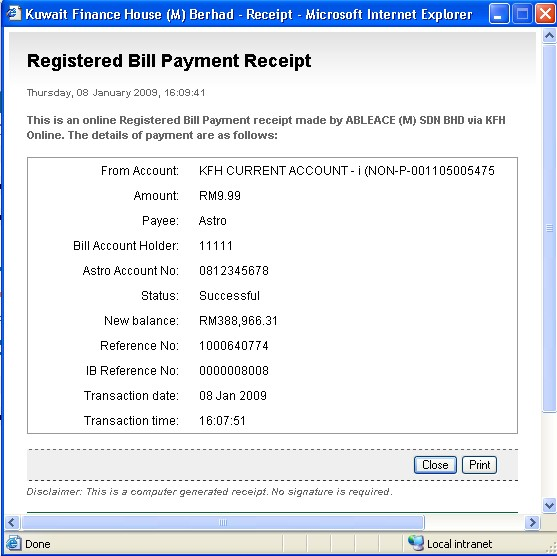 Kuwait Finance House (M) Berhad - Receipt - Microsoft Internet Explorer
Registered Bill Payment Receipt
Thursday, 08 January 2009, 16:09:41
This is an online Registered Bill Payment receipt made by ABLEACE (M) SDN BHD via KFH
Online. The details of payment are as follows:
From Account: KFH CURRENT ACCOUNT - i (NON-P-001105005475
Amount: RM9.99
Payee: Astro
Bill Account Holder: 11111
Astro Account No: 0812345678
Status: Successful
New balance: RM388,966.31
Reference No: 1000640774
IB Reference No: 0000008008
Transaction date: 08 Jan 2009
Transaction time: 16:07:51
Close Print
Disclaimer: This is a computer generated receipt. No signature is required.
Done Local intranet